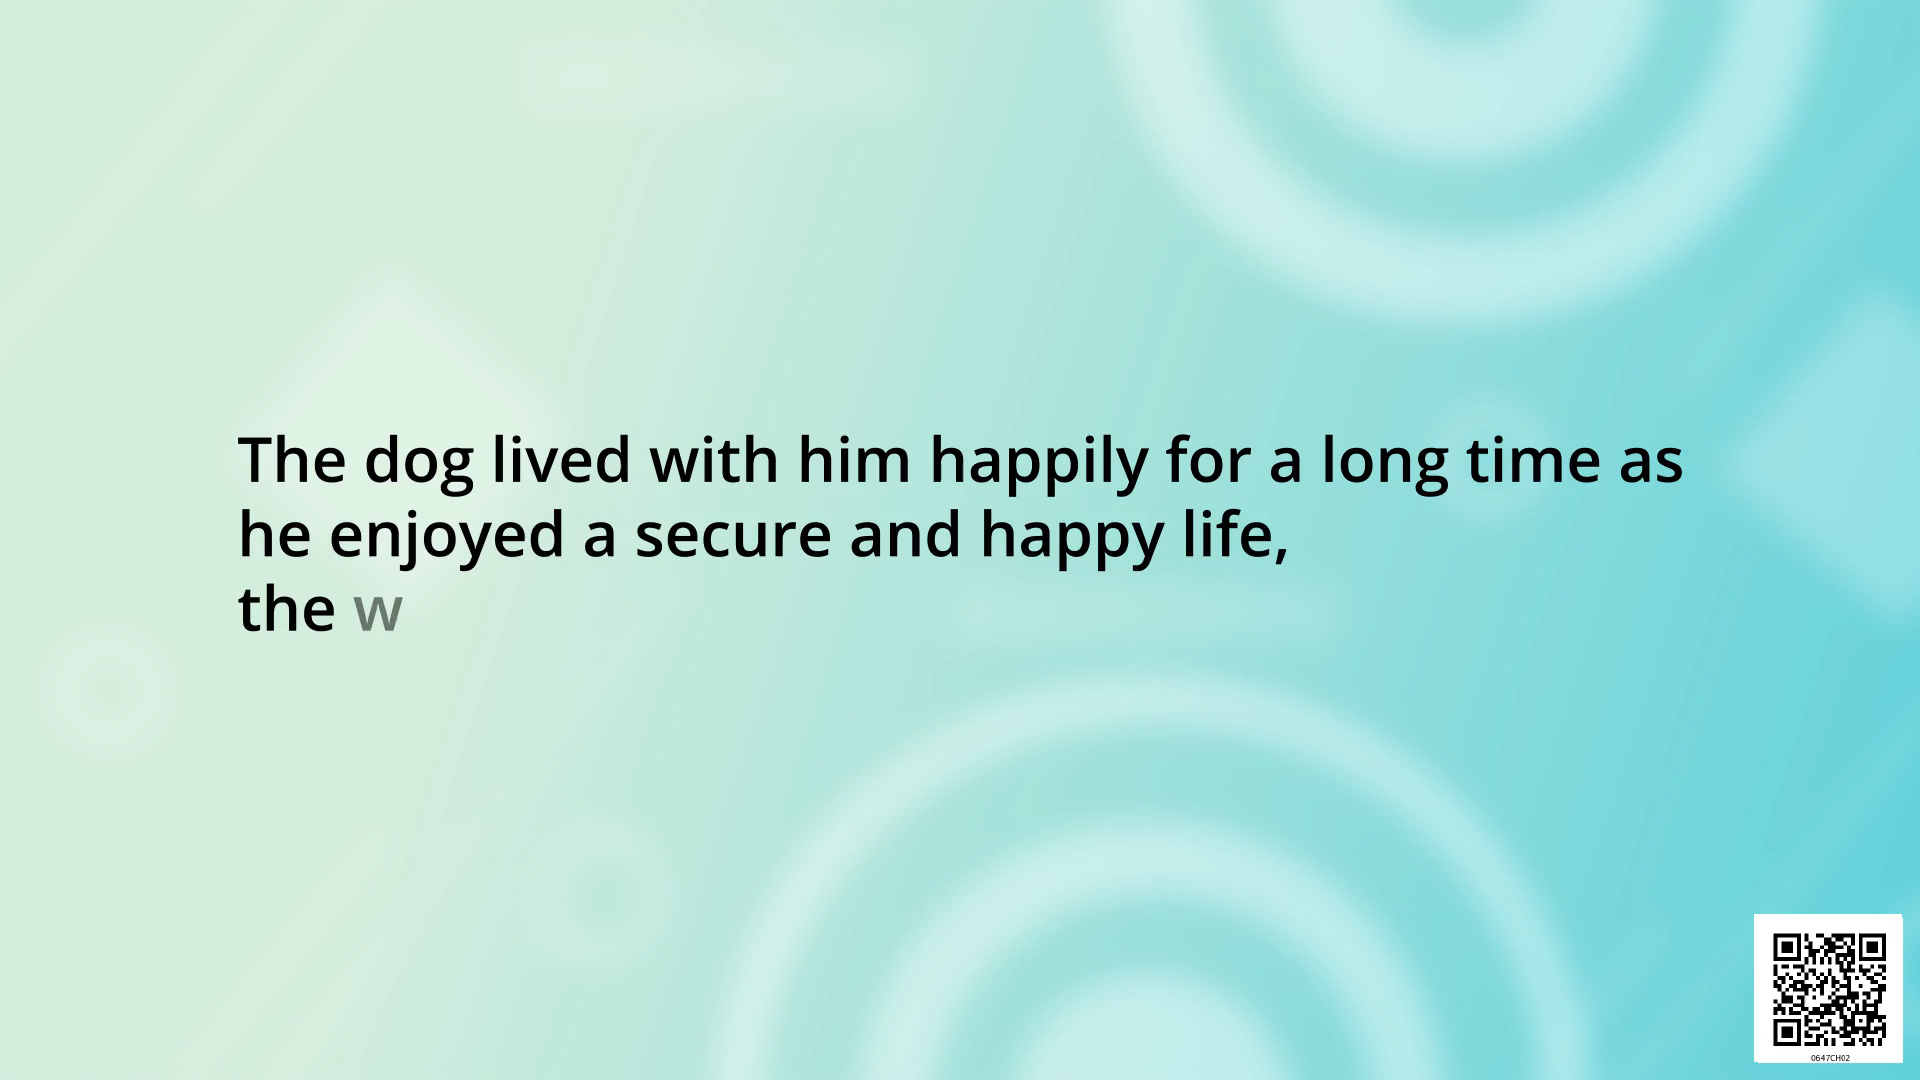 The dog lived with him happily for a long time as
he enjoyed a secure and happy life,
the w
0647CH02